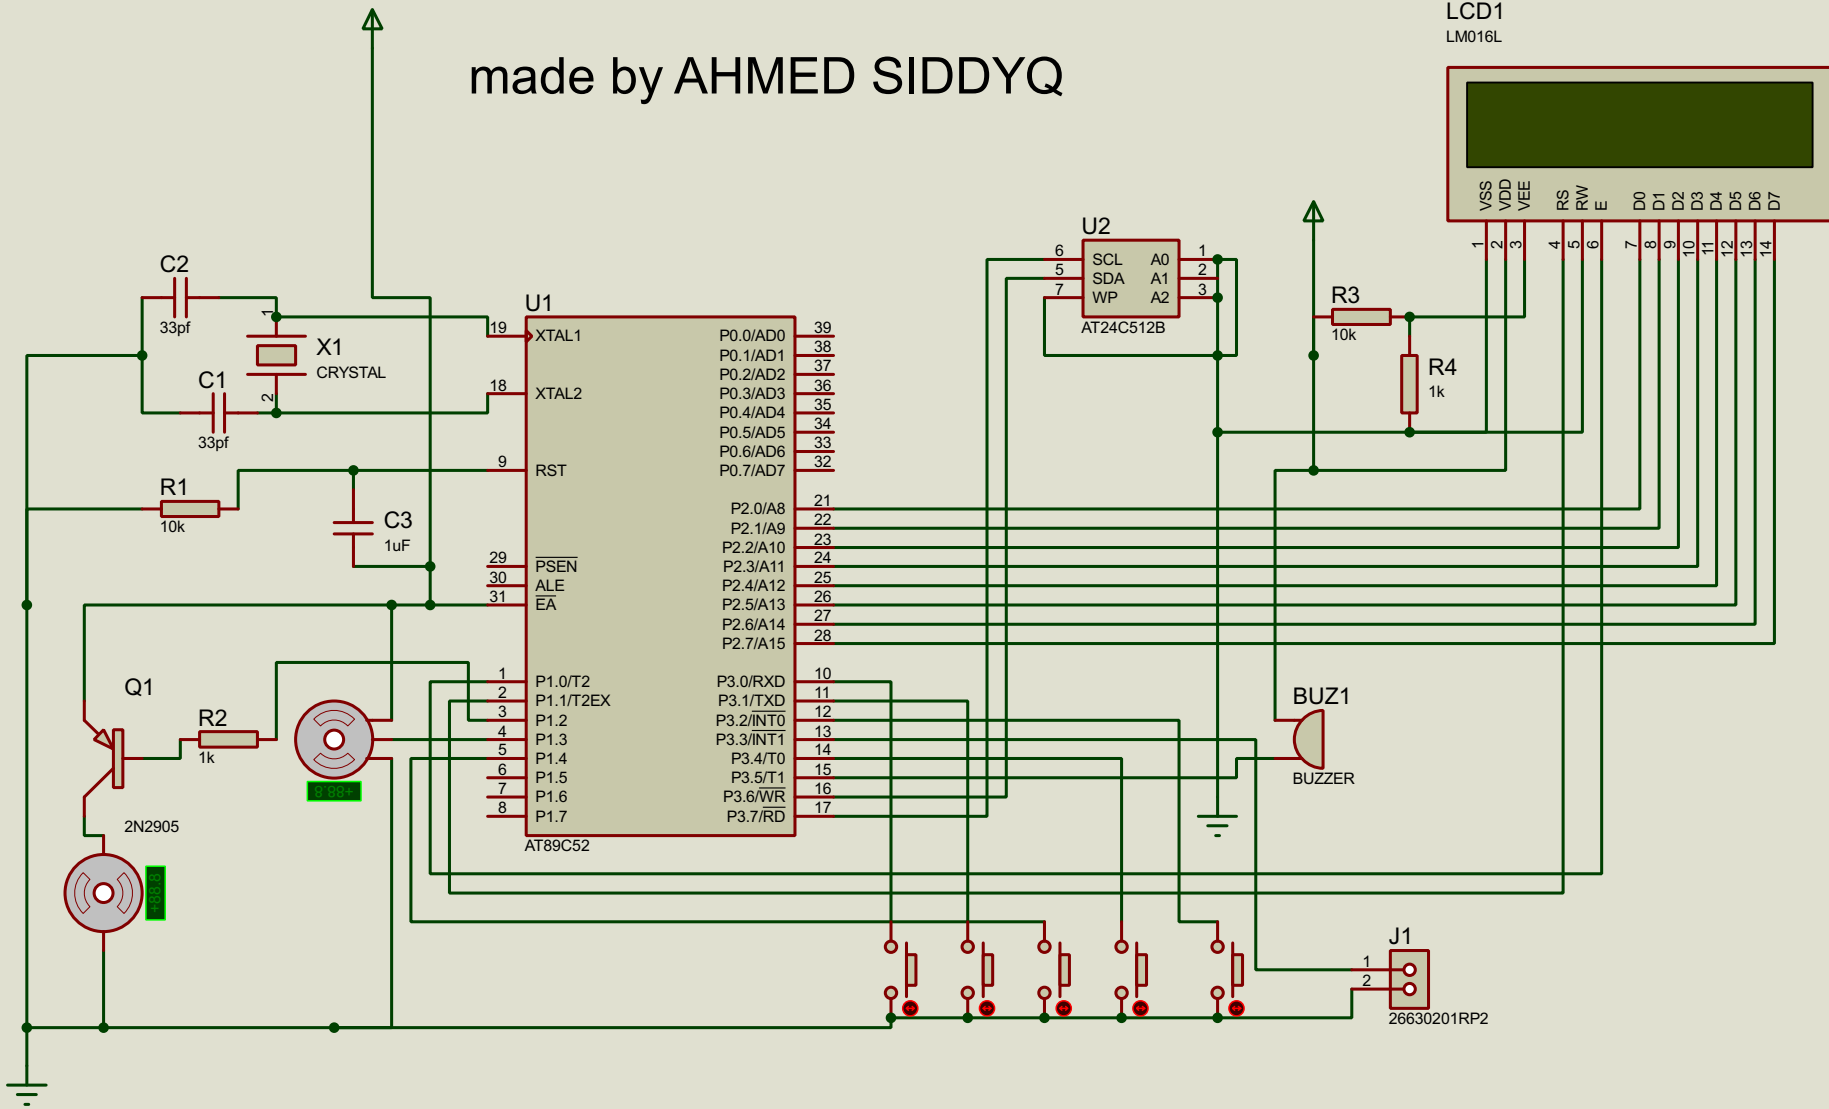 LCD1
LM016L
made by AHMED SIDDYQ
VSS
VDD
VEE
RS
RW
E
D0
D1
D2
D3
D4
D5
D6
D7
1
2
3
4
5
6
7
8
9
10
11
12
13
14
U2
6 SCL A0 1
5 SDA A1 2
7 WP A2 3
AT24C512B
C2
33pf
1
X1
CRYSTAL
2
C1
33pf
R3
10k
R4
1k
R1
10k
C3
1uF
U1
19 XTAL1 P0.0/AD0 39
P0.1/AD1 38
P0.2/AD2 37
18 XTAL2 P0.3/AD3 36
P0.4/AD4 35
P0.5/AD5 34
P0.6/AD6 33
9 RST P0.7/AD7 32
P2.0/A8 21
P2.1/A9 22
P2.2/A10 23
29 PSEN P2.3/A11 24
30 ALE P2.4/A12 25
31 EA P2.5/A13 26
P2.6/A14 27
P2.7/A15 28
1 P1.0/T2 P3.0/RXD 10
2 P1.1/T2EX P3.1/TXD 11
3 P1.2 P3.2/INT0 12
4 P1.3 P3.3/INT1 13
5 P1.4 P3.4/T0 14
6 P1.5 P3.5/T1 15
7 P1.6 P3.6/WR 16
8 P1.7 P3.7/RD 17
AT89C52
Q1
2N2905
R2
1k
+88.8
+88.8
BUZ1
BUZZER
J1
1
2
26630201RP2